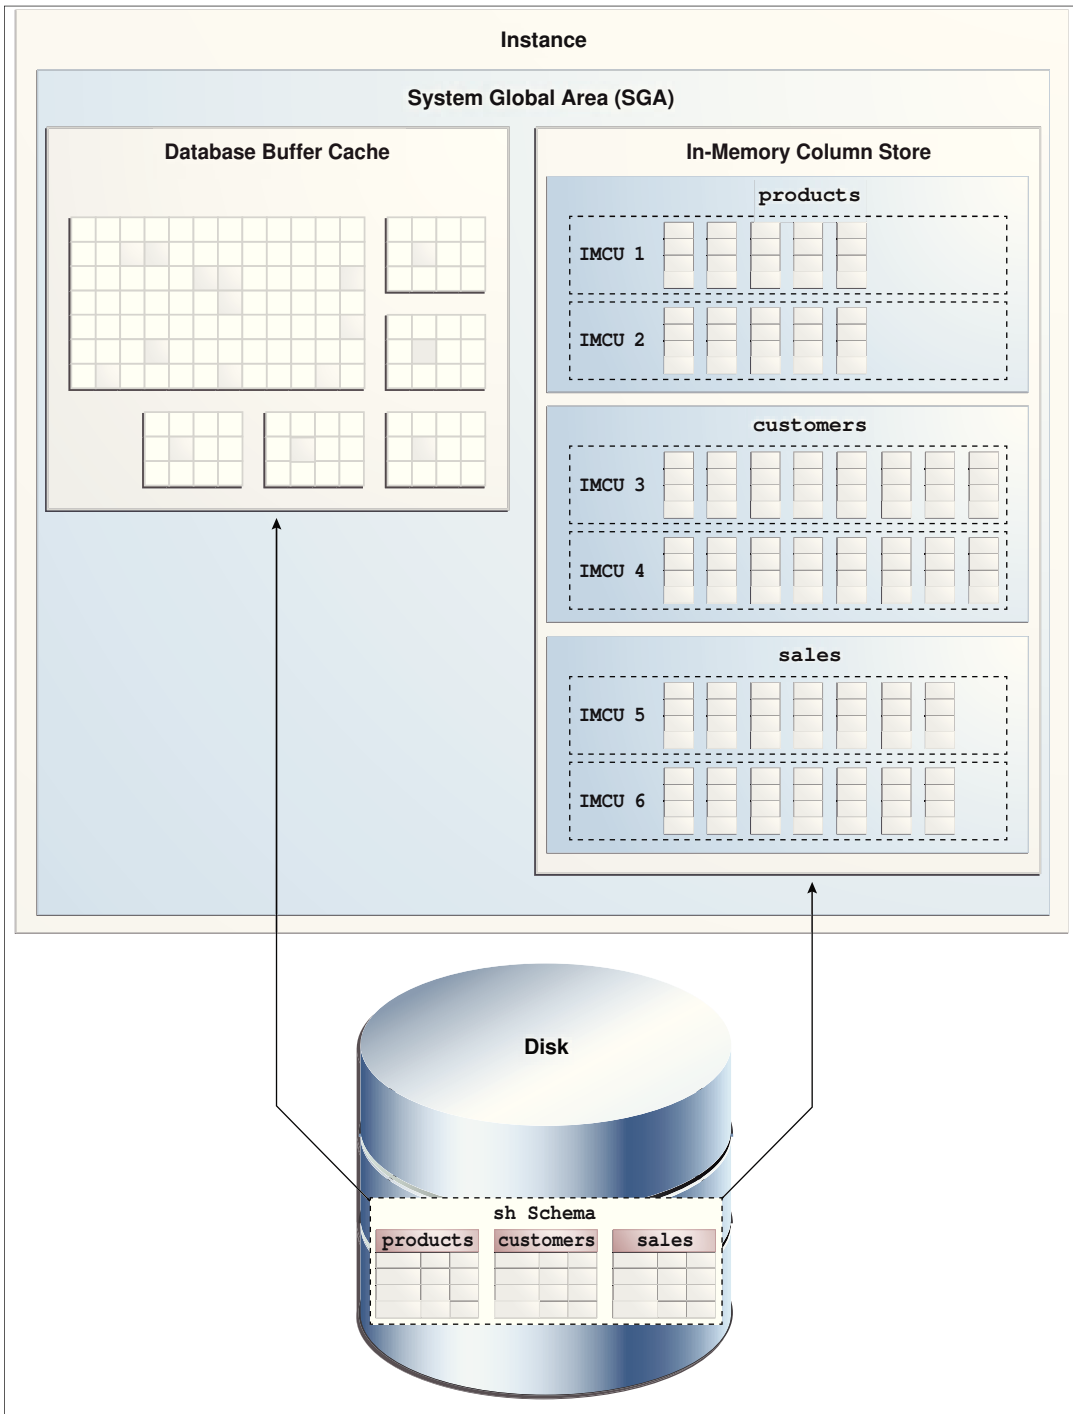 Instance
System Global Area (SGA)
Database Buffer Cache
In-Memory Column Store
products
IMCU 1
IMCU 2
customers
IMCU 3
IMCU 4
sales
IMCU 5
IMCU 6
Disk
sh Schema
products customers sales